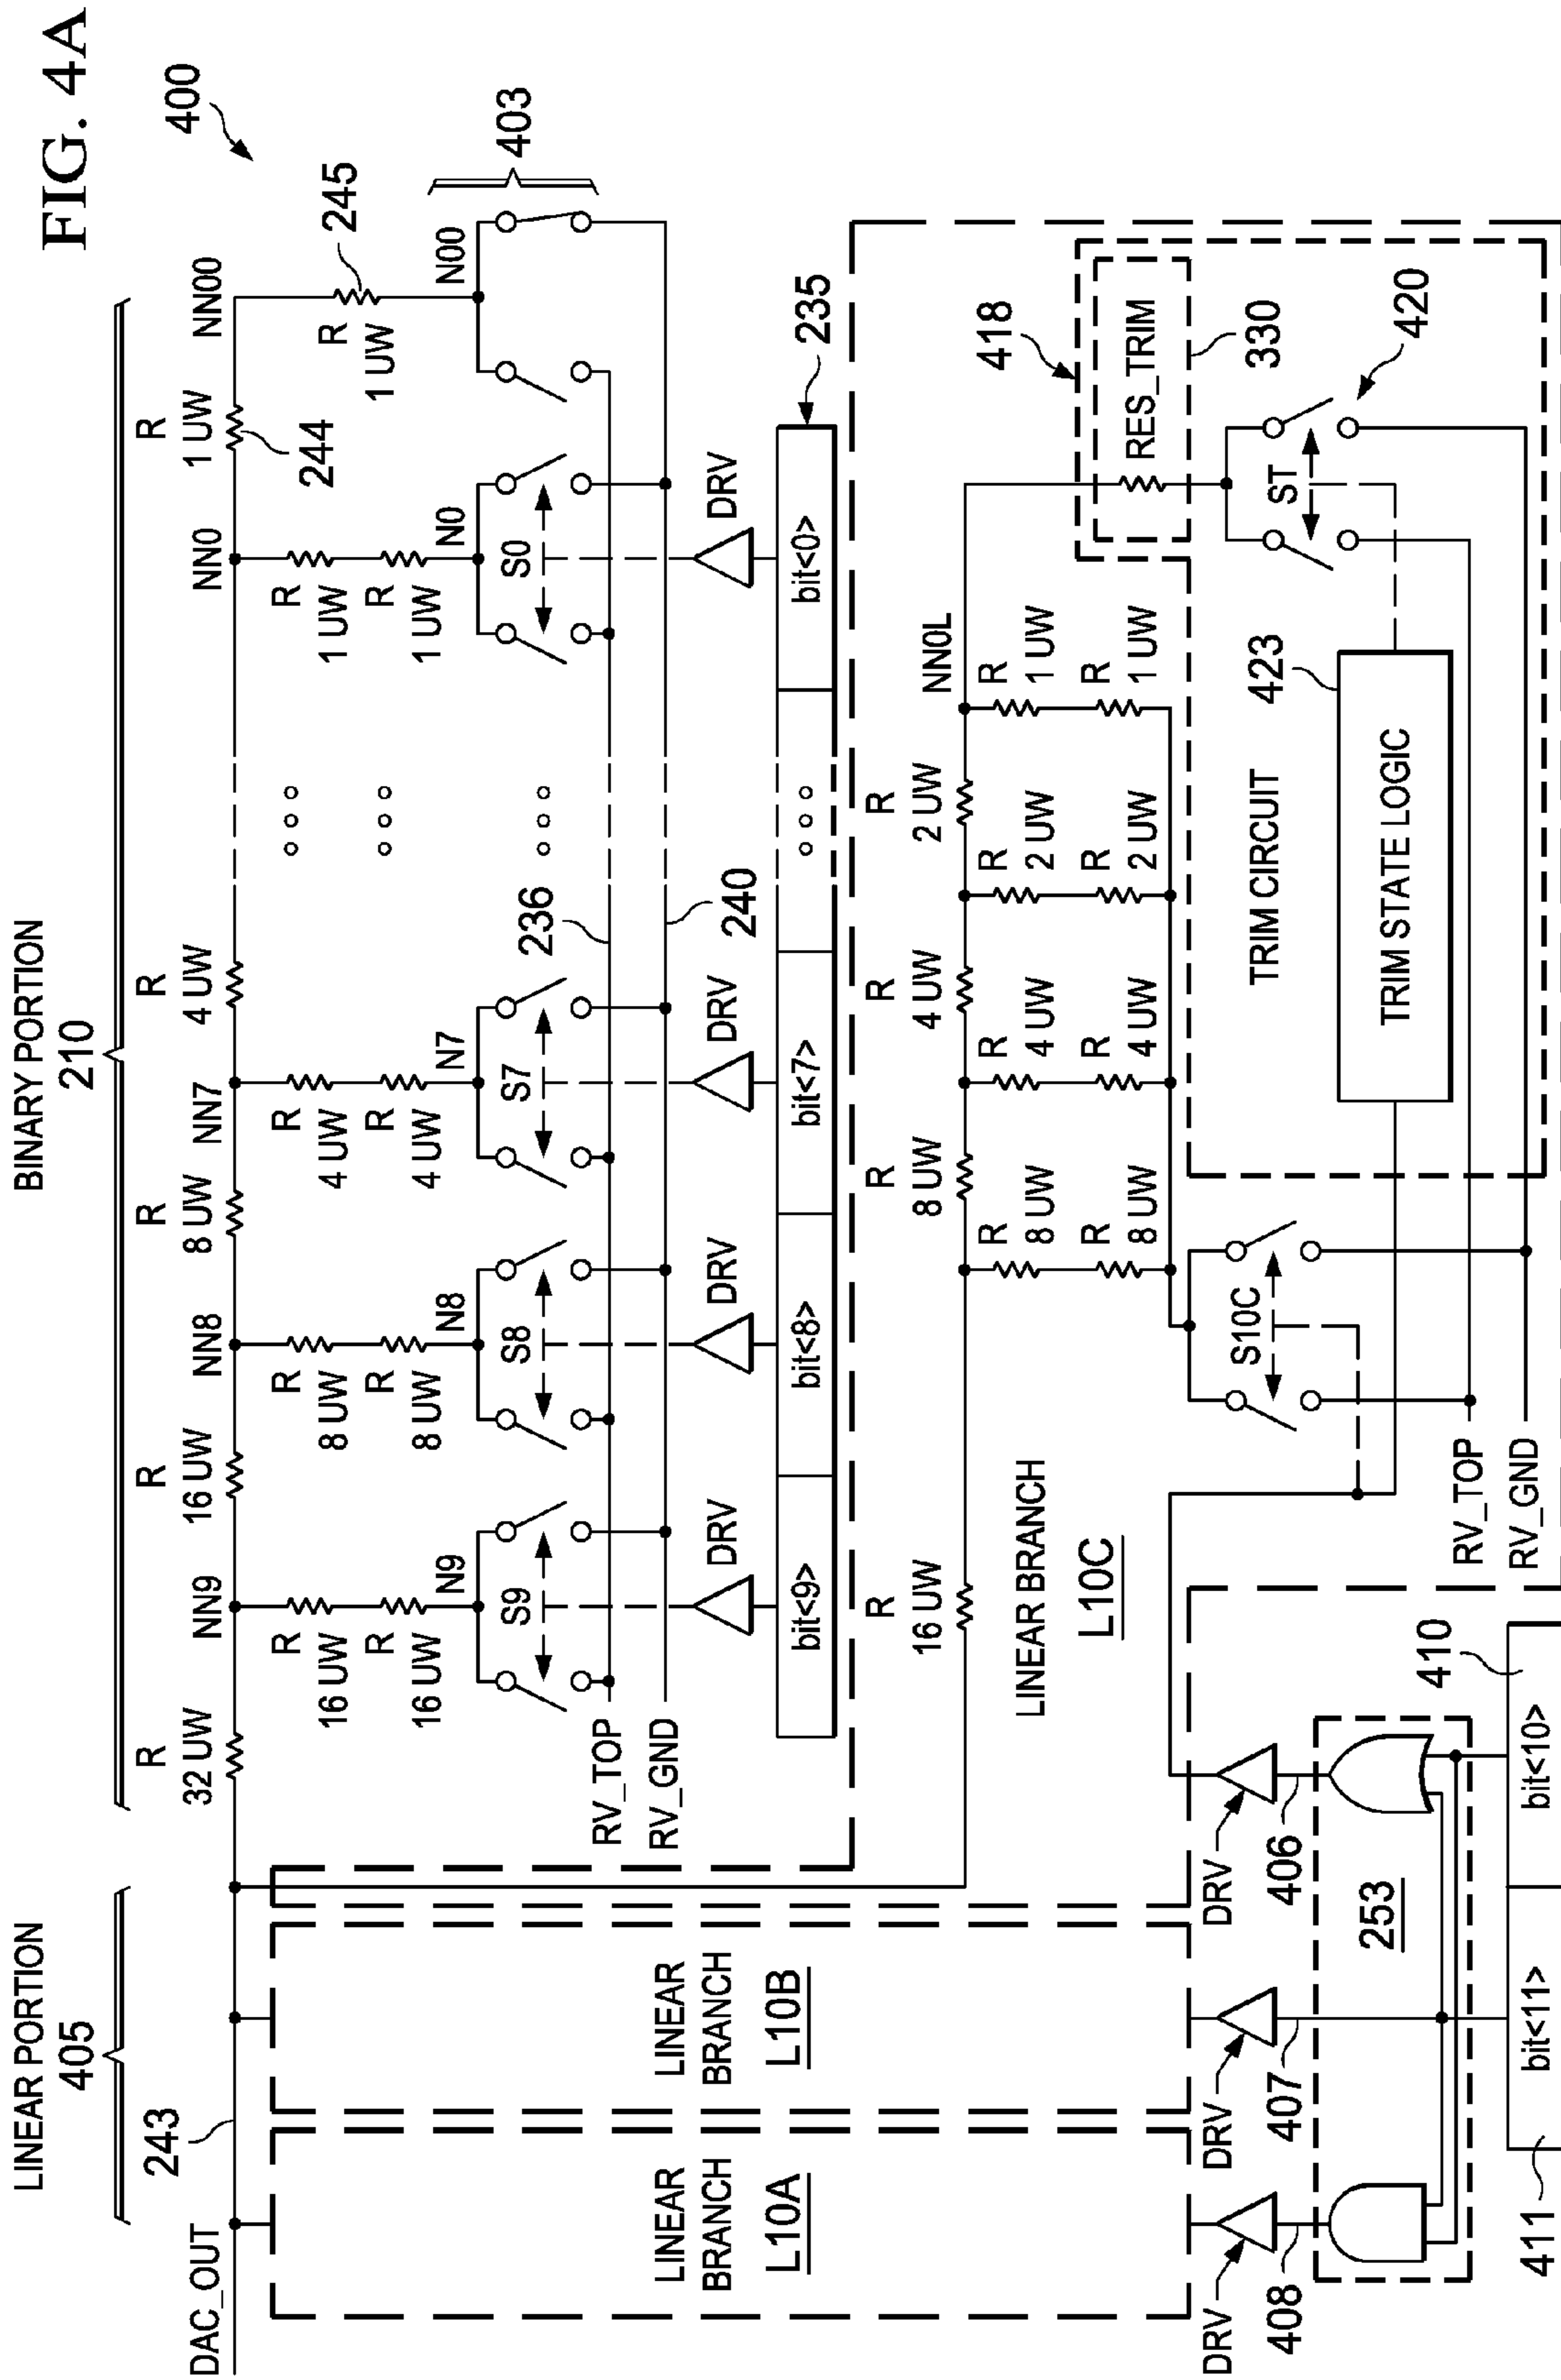 FIG. 4A
400
LINEAR PORTION
405
BINARY PORTION
210
243
DAC_OUT
R
32 UW
NN9
R
16 UW
NN8
R
8 UW
NN7
R
4 UW
NN0
R
1 UW
244
NN00
R
16 UW
R
16 UW
R
8 UW
R
8 UW
R
4 UW
R
4 UW
R
1 UW
R
1 UW
R
1 UW
245
N9
S9
N8
S8
N7
S7
N0
S0
N00
403
236
240
RV_TOP
RV_GND
DRV
DRV
DRV
DRV
bit<9>
bit<8>
bit<7>
bit<0>
235
LINEAR
BRANCH
L10A
LINEAR
BRANCH
L10B
LINEAR BRANCH
L10C
R
16 UW
R
8 UW
R
4 UW
R
2 UW
NN0L
R
8 UW
R
8 UW
R
4 UW
R
4 UW
R
2 UW
R
2 UW
R
1 UW
R
1 UW
418
RES_TRIM
330
S10C
TRIM CIRCUIT
ST
420
423
TRIM STATE LOGIC
RV_TOP
RV_GND
DRV
408
DRV
407
DRV
406
253
411
bit<11>
bit<10>
410